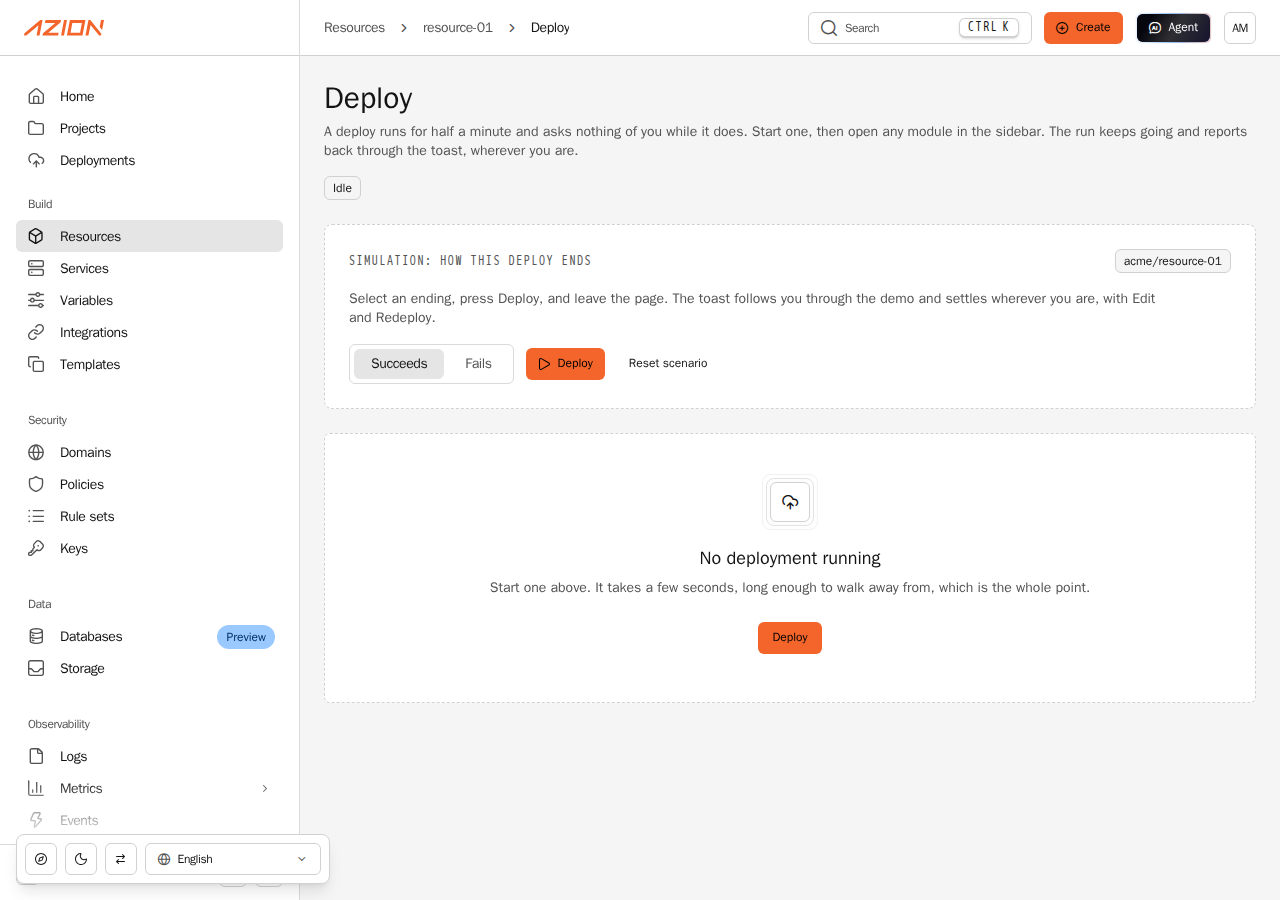 AZION
Resources
resource-01
Deploy
Search
CTRL K
Create
Agent
AM
Home
Projects
Deployments
Build
Resources
Services
Variables
Integrations
Templates
Security
Domains
Policies
Rule sets
Keys
Data
Databases
Preview
Storage
Observability
Logs
Metrics
Events
English
Deploy
A deploy runs for half a minute and asks nothing of you while it does. Start one, then open any module in the sidebar. The run keeps going and reports
back through the toast, wherever you are.
Idle
SIMULATION: HOW THIS DEPLOY ENDS
acme/resource-01
Select an ending, press Deploy, and leave the page. The toast follows you through the demo and settles wherever you are, with Edit
and Redeploy.
Succeeds
Fails
Deploy
Reset scenario
No deployment running
Start one above. It takes a few seconds, long enough to walk away from, which is the whole point.
Deploy